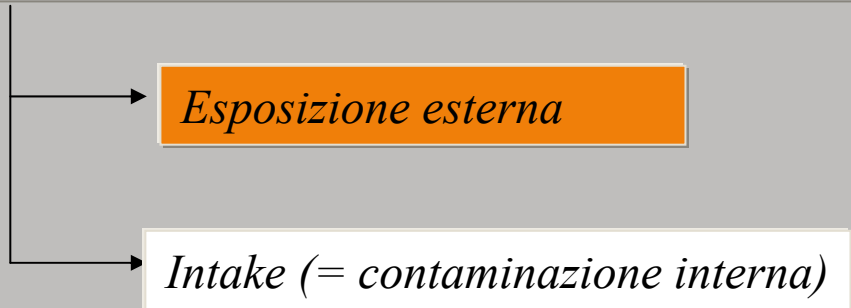 Esposizione esterna
Intake (= contaminazione interna)